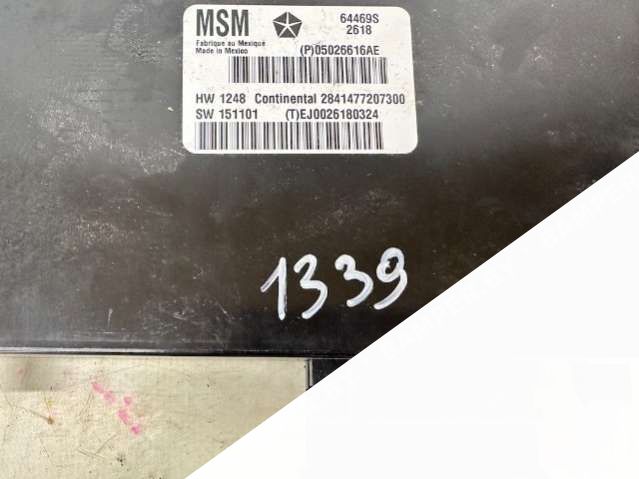 MSM
64469S
2618
Fabriqué au Mexique
Made in Mexico
(P)05026616AE
HW 1248 Continental 2841477207300
SW 151101 (T)EJ0026180324
1339